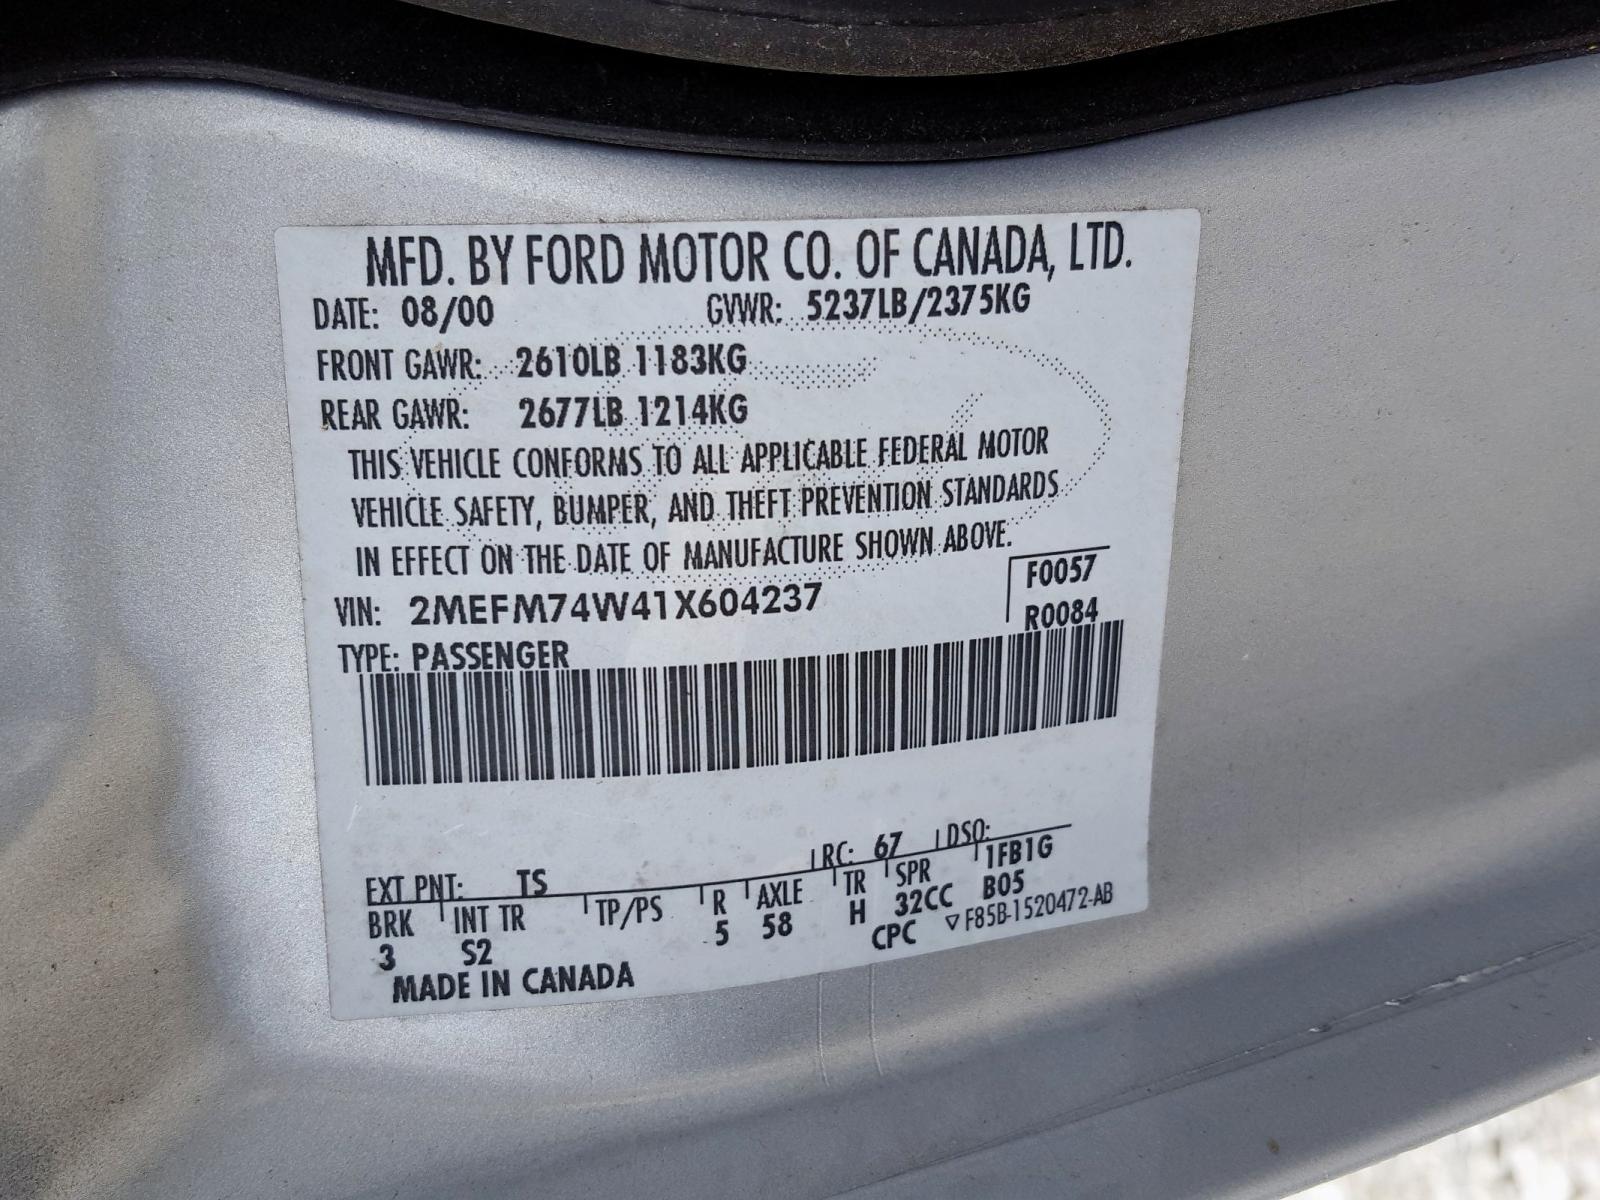 MFD. BY FORD MOTOR CO. OF CANADA, LTD.
DATE: 08/00 GVWR: 5237LB/2375KG
FRONT GAWR: 2610LB 1183KG
REAR GAWR: 2677LB 1214KG
THIS VEHICLE CONFORMS TO ALL APPLICABLE FEDERAL MOTOR
VEHICLE SAFETY, BUMPER, AND THEFT PREVENTION STANDARDS
IN EFFECT ON THE DATE OF MANUFACTURE SHOWN ABOVE.
VIN: 2MEFM74W41X604237 F0057
TYPE: PASSENGER R0084
EXT PNT: TS RC: 67 DSO:
BRK INT TR TP/PS R AXLE TR SPR 1FB1G
3 S2 5 58 H 32CC B05
MADE IN CANADA CPC ▽ F85B-1520472-AB